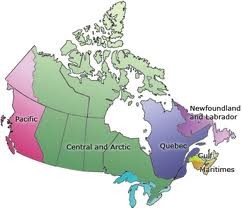 Newfoundland
and Labrador
Pacific
Central and Arctic
Quebec
Gulf
Maritimes